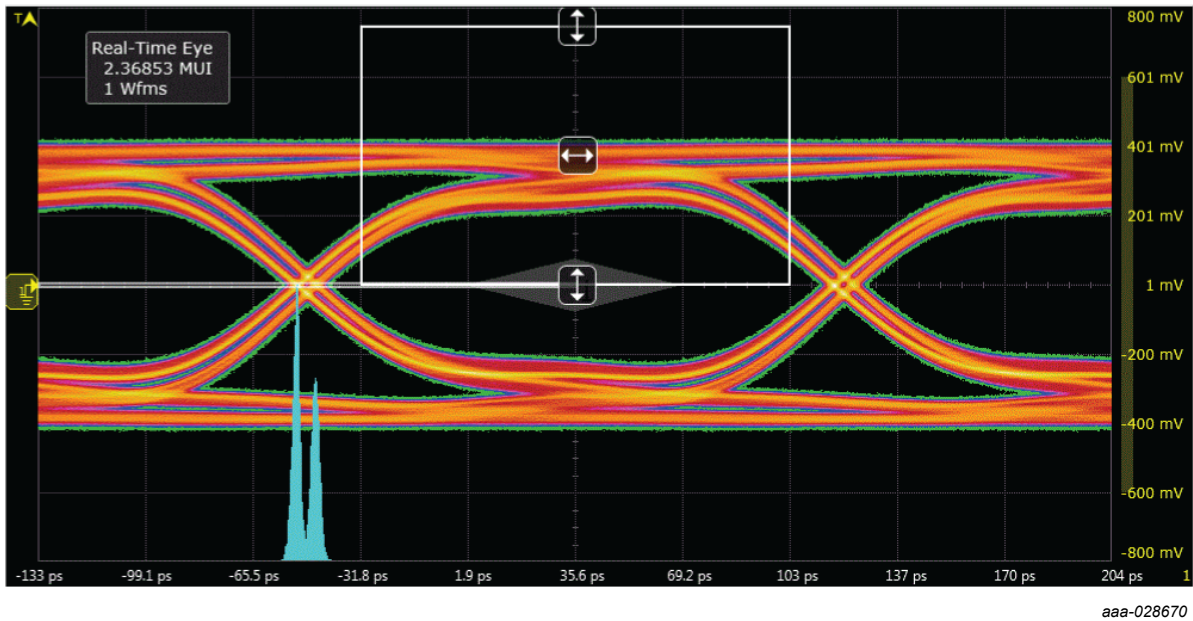 T
Real-Time Eye
2.36853 MUI
1 Wfms
800 mV
601 mV
401 mV
201 mV
1 mV
-200 mV
-400 mV
-600 mV
-800 mV
1
-133 ps -99.1 ps -65.5 ps -31.8 ps 1.9 ps 35.6 ps 69.2 ps 103 ps 137 ps 170 ps 204 ps 1
aaa-028670